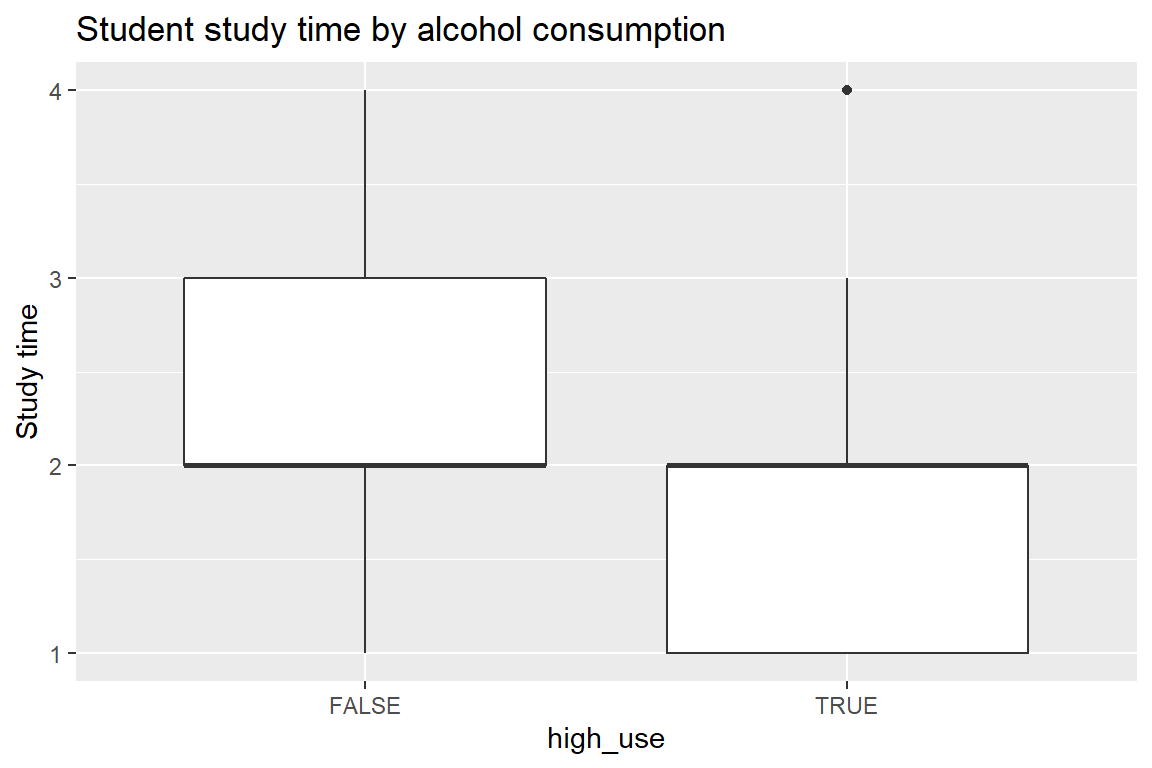 Student study time by alcohol consumption
4
3
2
1
Study time
FALSE
TRUE
high_use